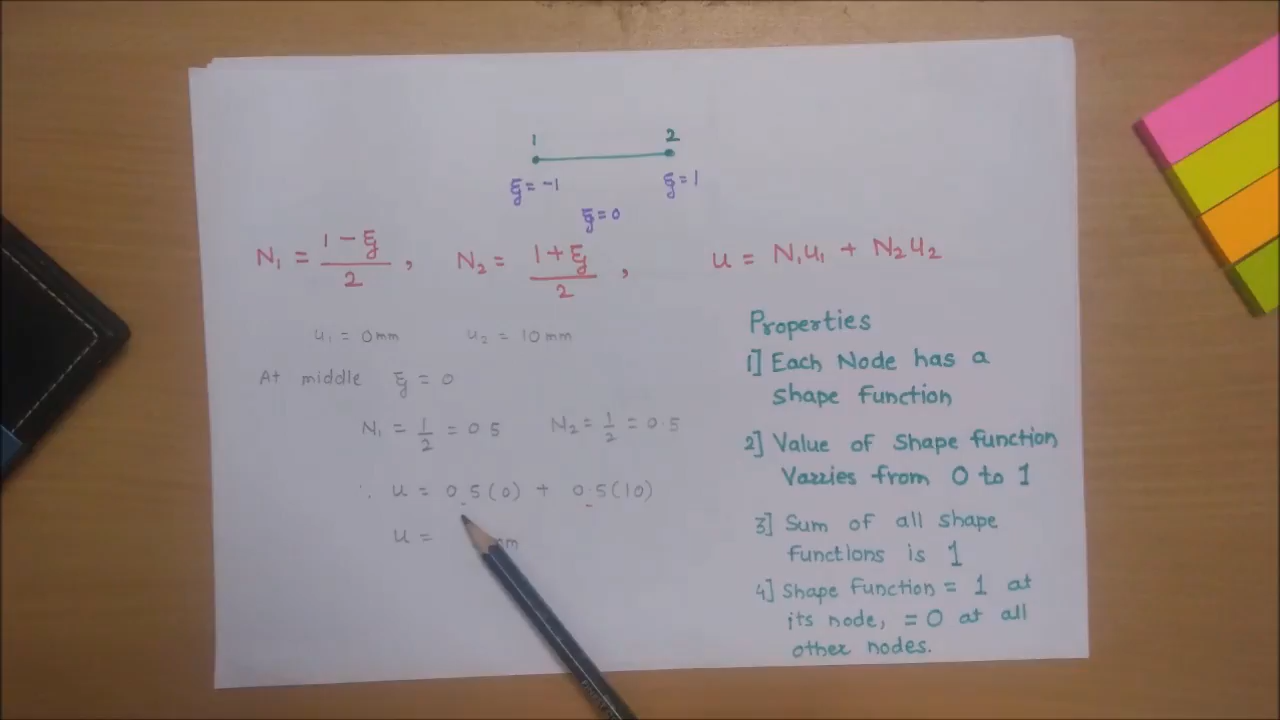 1 2
ξ = -1 ξ = 1
ξ = 0
N₁ = (1 - ξ)/2 , N₂ = (1 + ξ)/2 , u = N₁u₁ + N₂u₂
u₁ = 0mm u₂ = 10mm
At middle ξ = 0
N₁ = 1/2 = 0.5 N₂ = 1/2 = 0.5
∴ u = 0.5(0) + 0.5(10)
u =
Properties
1] Each Node has a
shape function
2] Value of Shape function
Varries from 0 to 1
3] Sum of all shape
functions is 1
4] Shape function = 1 at
its node, = 0 at all
other nodes.